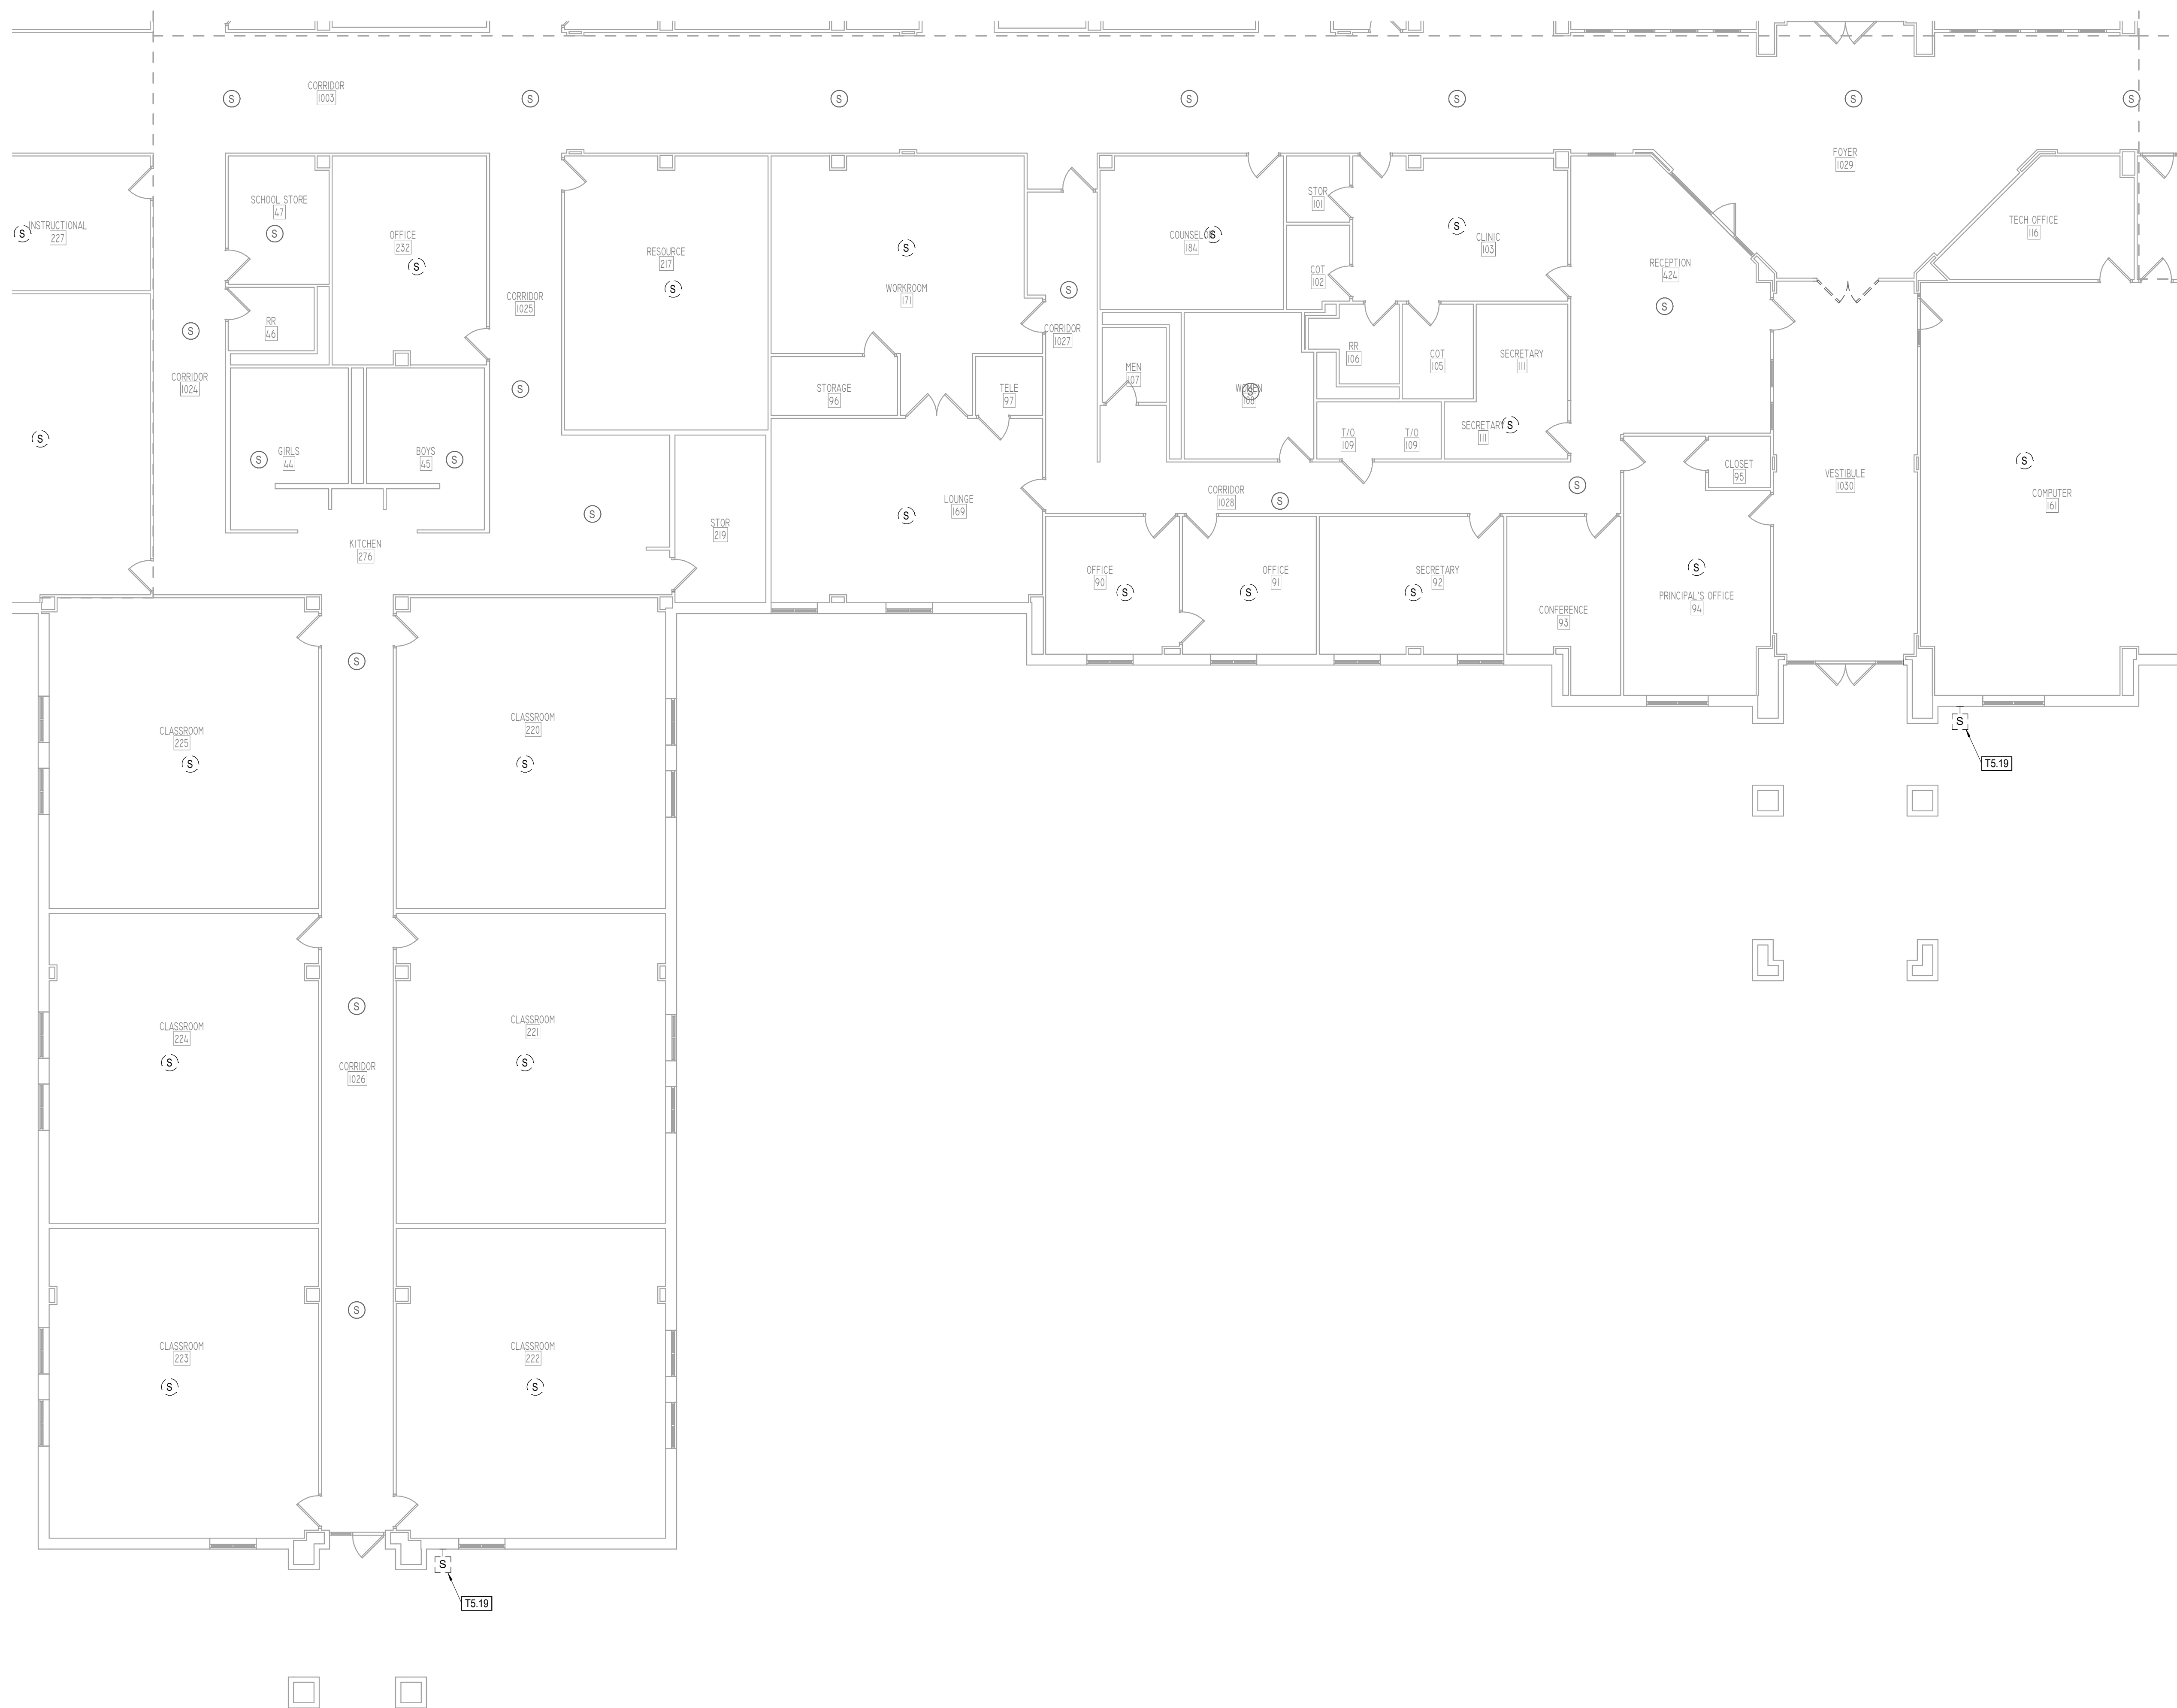 CORRIDOR
1003
S
S
S
S
S
S
S
FOYER
1029
INSTRUCTIONAL
227
S
SCHOOL STORE
47
S
OFFICE
232
S
RESOURCE
217
S
S
WORKROOM
171
COUNSELOR
184
S
STOR
101
COT
102
S
CLINIC
103
RECEPTION
424
S
TECH OFFICE
116
CORRIDOR
1025
S
CORRIDOR
1027
S
RR
46
S
CORRIDOR
1024
S
STORAGE
96
TELE
97
MEN
107
WOMEN
108
S
RR
106
COT
105
SECRETARY
111
S
GIRLS
44
S
BOYS
45
S
T/O
109
T/O
109
SECRETARY
111
S
CLOSET
95
VESTIBULE
1030
S
COMPUTER
161
S
STOR
219
S
LOUNGE
169
CORRIDOR
1028
S
S
KITCHEN
276
OFFICE
90
S
OFFICE
91
S
SECRETARY
92
S
CONFERENCE
93
S
PRINCIPAL'S OFFICE
94
S
CLASSROOM
225
S
CLASSROOM
220
S
S
T5.19
CLASSROOM
224
S
S
CLASSROOM
221
S
CORRIDOR
1026
S
CLASSROOM
223
S
CLASSROOM
222
S
S
T5.19